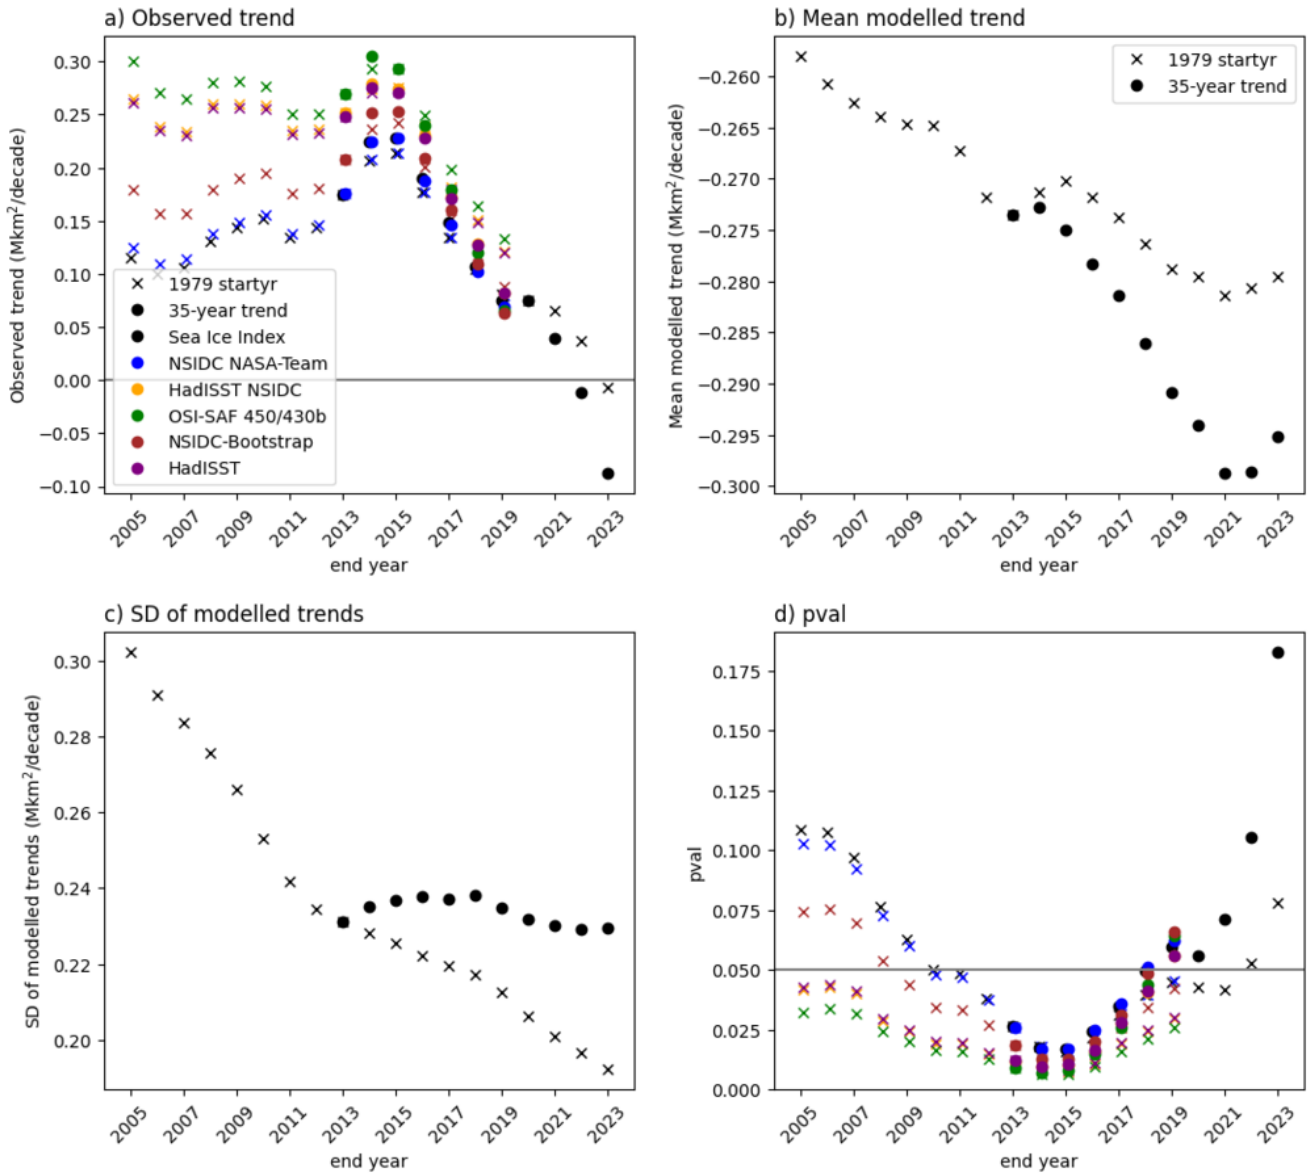 a) Observed trend
Observed trend (Mkm²/decade)
0.30
0.25
0.20
0.15
0.10
0.05
0.00
−0.05
−0.10
1979 startyr
35-year trend
Sea Ice Index
NSIDC NASA-Team
HadISST NSIDC
OSI-SAF 450/430b
NSIDC-Bootstrap
HadISST
2005 2007 2009 2011 2013 2015 2017 2019 2021 2023
end year
b) Mean modelled trend
Mean modelled trend (Mkm²/decade)
−0.260
−0.265
−0.270
−0.275
−0.280
−0.285
−0.290
−0.295
−0.300
1979 startyr
35-year trend
2005 2007 2009 2011 2013 2015 2017 2019 2021 2023
end year
c) SD of modelled trends
SD of modelled trends (Mkm²/decade)
0.30
0.28
0.26
0.24
0.22
0.20
2005 2007 2009 2011 2013 2015 2017 2019 2021 2023
end year
d) pval
pval
0.175
0.150
0.125
0.100
0.075
0.050
0.025
0.000
2005 2007 2009 2011 2013 2015 2017 2019 2021 2023
end year